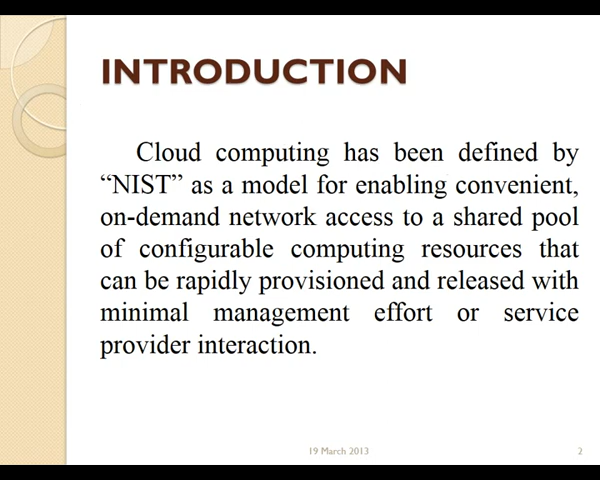 INTRODUCTION
Cloud computing has been defined by
“NIST” as a model for enabling convenient,
on-demand network access to a shared pool
of configurable computing resources that
can be rapidly provisioned and released with
minimal management effort or service
provider interaction.
19 March 2013
2